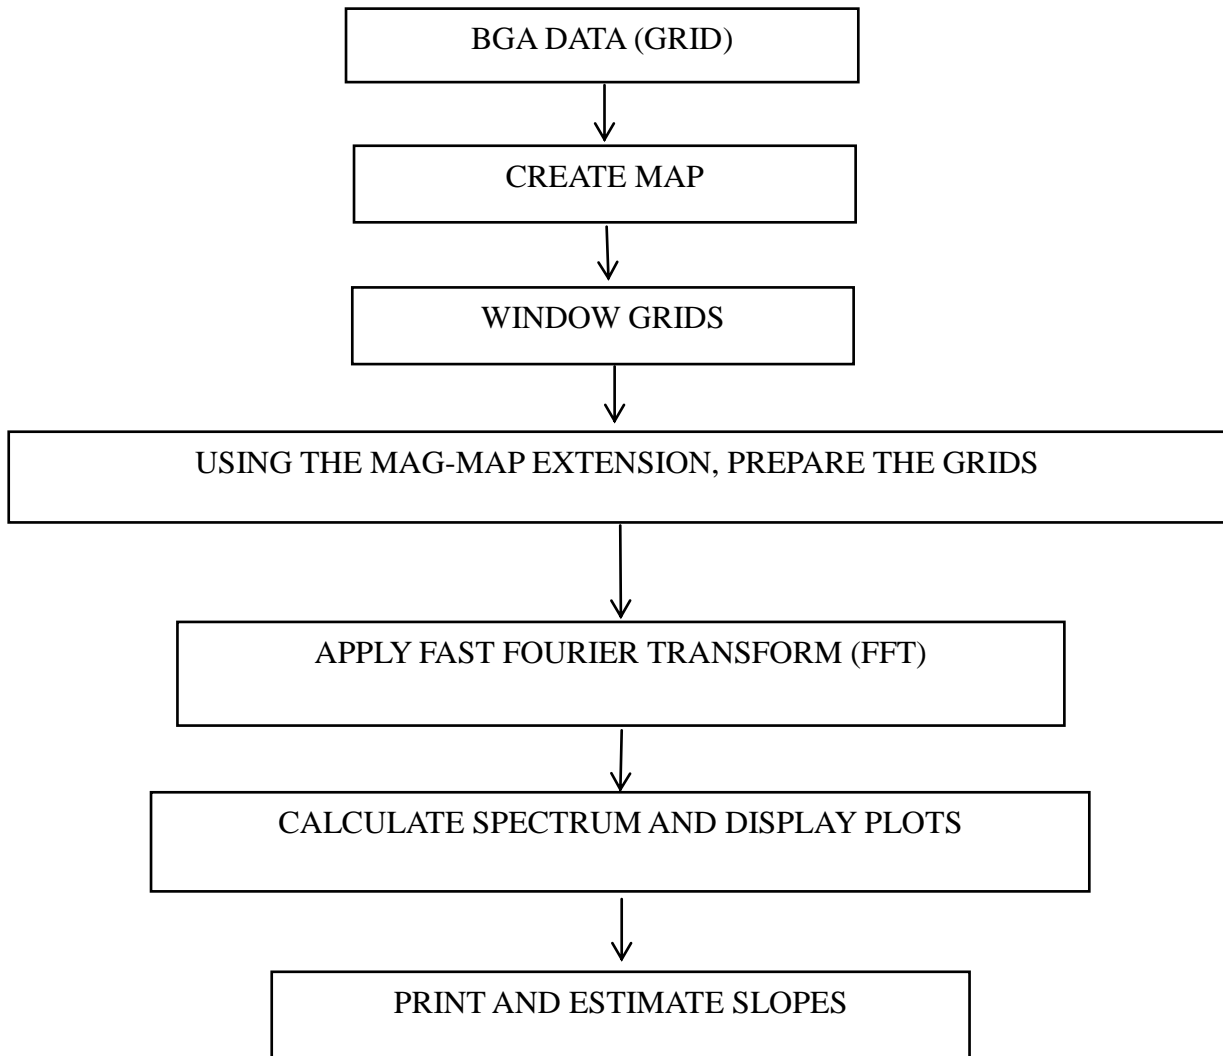 BGA DATA (GRID)
CREATE MAP
WINDOW GRIDS
USING THE MAG-MAP EXTENSION, PREPARE THE GRIDS
APPLY FAST FOURIER TRANSFORM (FFT)
CALCULATE SPECTRUM AND DISPLAY PLOTS
PRINT AND ESTIMATE SLOPES